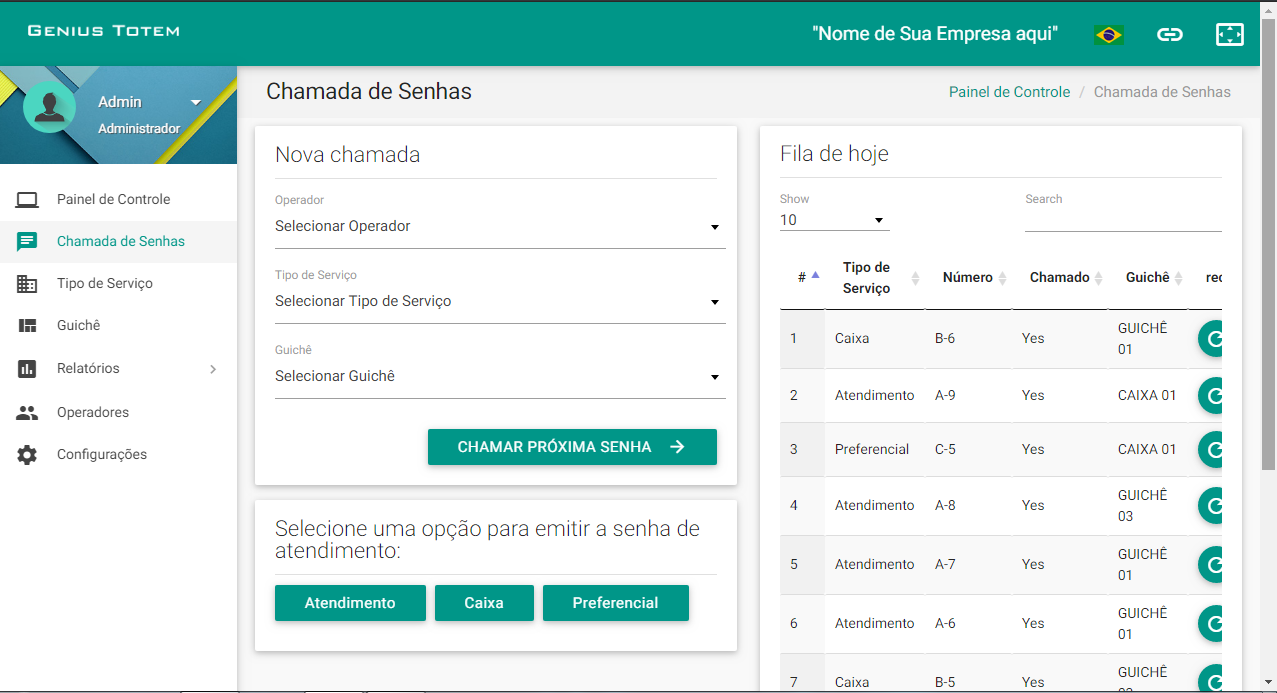 Genius Totem
"Nome de Sua Empresa aqui"
Admin
Administrador
Painel de Controle
Chamada de Senhas
Tipo de Serviço
Guichê
Relatórios
Operadores
Configurações
Chamada de Senhas
Painel de Controle / Chamada de Senhas
Nova chamada
Operador
Selecionar Operador
Tipo de Serviço
Selecionar Tipo de Serviço
Guichê
Selecionar Guichê
CHAMAR PRÓXIMA SENHA
Selecione uma opção para emitir a senha de
atendimento:
Atendimento Caixa Preferencial
Fila de hoje
Show Search
10
# Tipo de Serviço Número Chamado Guichê
1 Caixa B-6 Yes GUICHÊ 01
2 Atendimento A-9 Yes CAIXA 01
3 Preferencial C-5 Yes CAIXA 01
4 Atendimento A-8 Yes GUICHÊ 03
5 Atendimento A-7 Yes GUICHÊ 01
6 Atendimento A-6 Yes GUICHÊ 01
7 Caixa B-5 Yes GUICHÊ